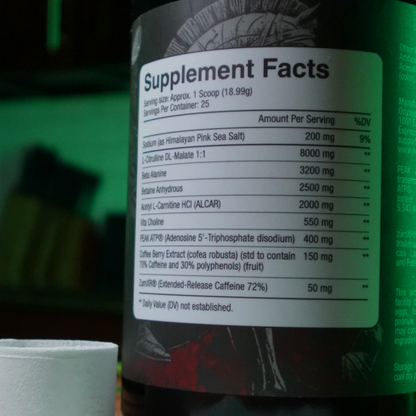 Supplement Facts
Serving size: Approx. 1 Scoop (18.99g)
Servings Per Container: 25
Amount Per Serving %DV
Sodium (as Himalayan Pink Sea Salt) 200 mg 9%
L-Citrulline DL-Malate 1:1 8000 mg **
Beta Alanine 3200 mg **
Betaine Anhydrous 2500 mg **
Acetyl L-Carnitine HCl (ALCAR) 2000 mg **
Vita Choline 550 mg **
PEAK ATP® (Adenosine 5'-Triphosphate disodium) 400 mg **
Coffee Berry Extract (cofea robusta) (std to contain 150 mg **
70% Caffeine and 30% polyphenols) (fruit)
ZumXR® (Extended-Release Caffeine 72%) 50 mg **
** Daily Value (DV) not established.